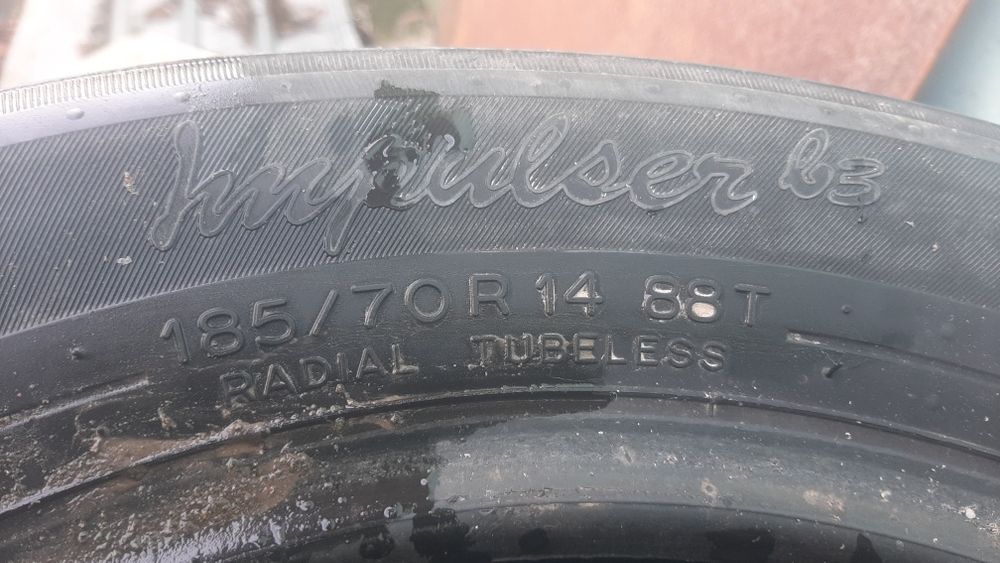 Impulser b3
185/70R14 88T
RADIAL TUBELESS